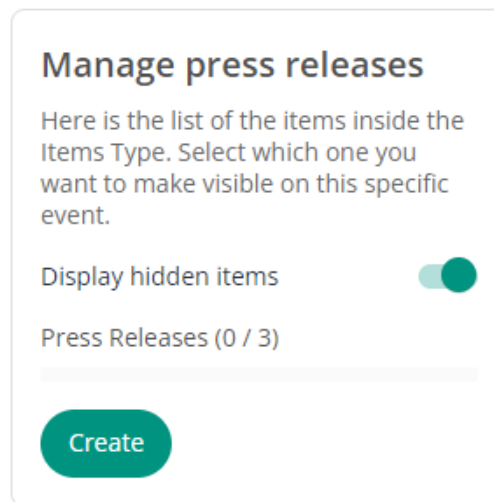 Manage press releases
Here is the list of the items inside the
Items Type. Select which one you
want to make visible on this specific
event.
Display hidden items
Press Releases (0 / 3)
Create